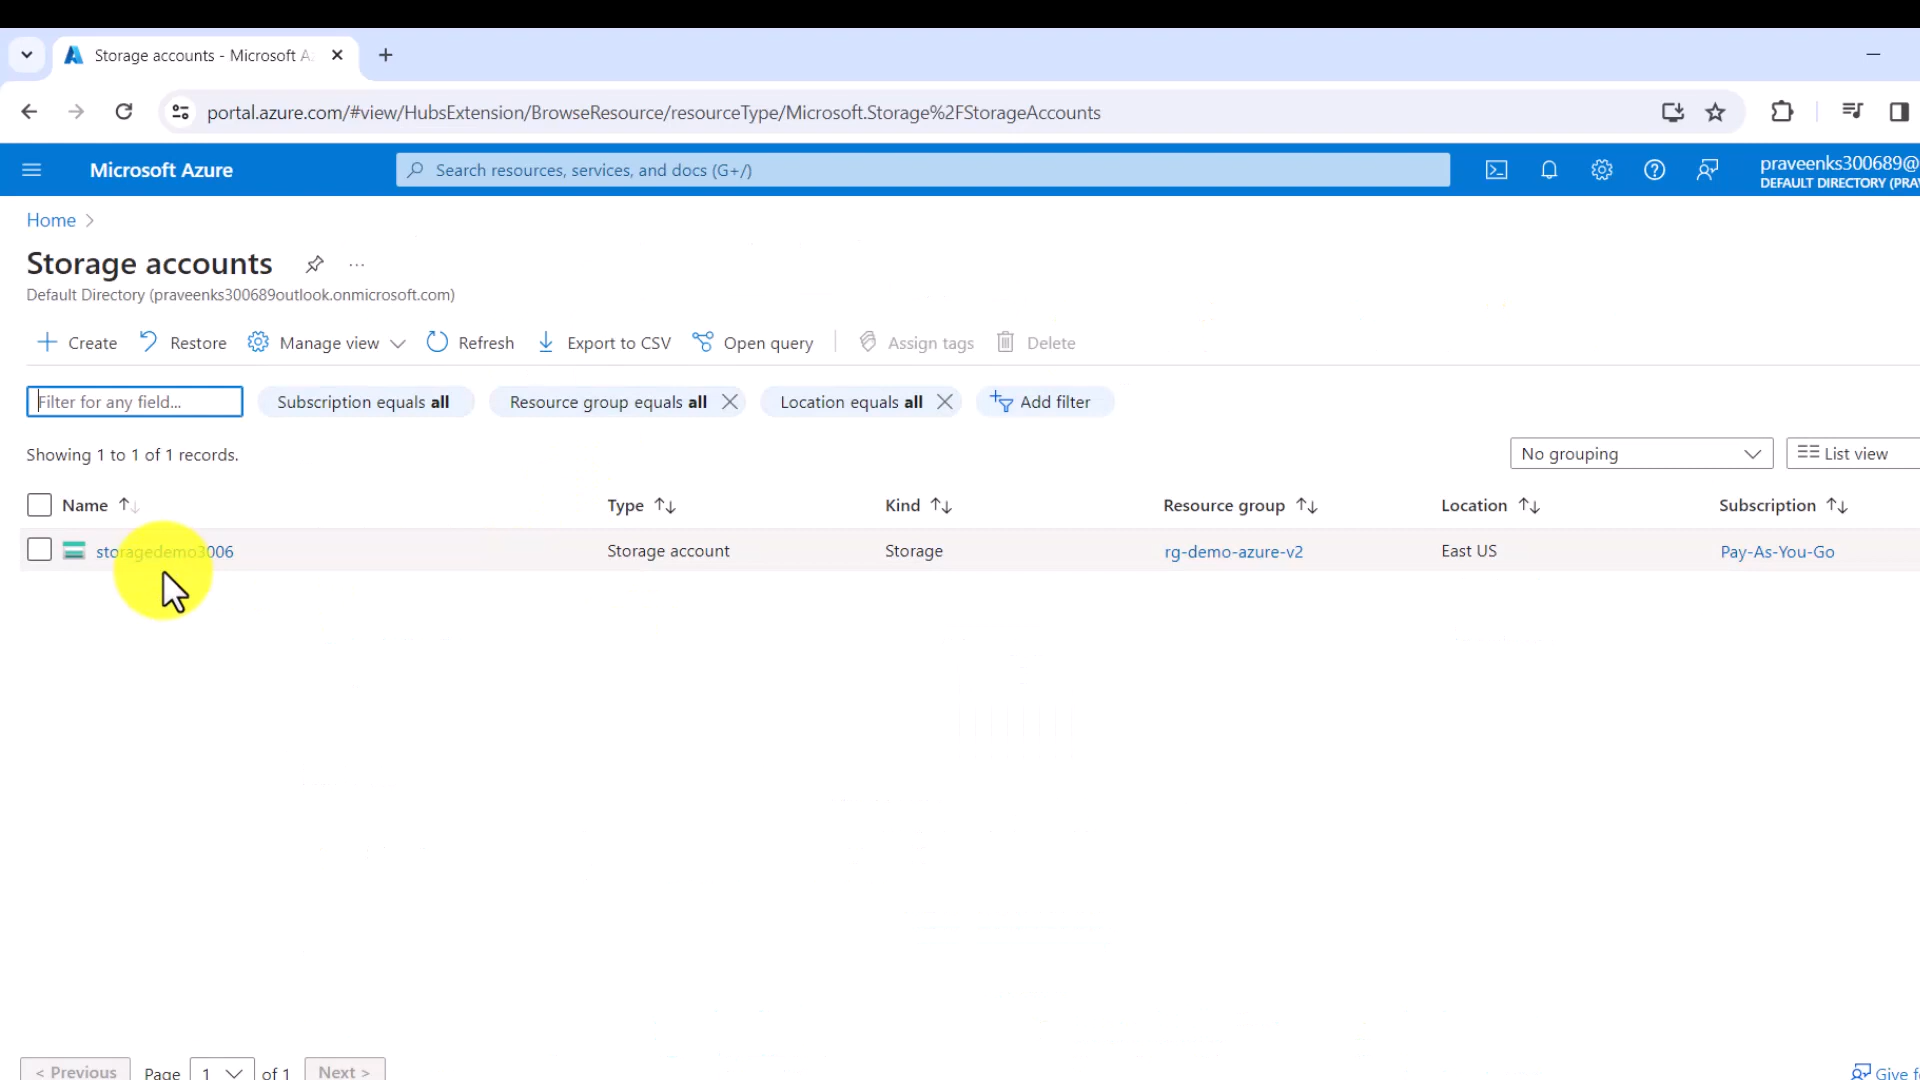 Storage accounts - Microsoft A
portal.azure.com/#view/HubsExtension/BrowseResource/resourceType/Microsoft.Storage%2FStorageAccounts
Microsoft Azure
Search resources, services, and docs (G+/)
praveenks300689@
DEFAULT DIRECTORY (PRA
Home
Storage accounts
Default Directory (praveenks300689outlook.onmicrosoft.com)
Create Restore Manage view Refresh Export to CSV Open query Assign tags Delete
Filter for any field... Subscription equals all Resource group equals all Location equals all Add filter
Showing 1 to 1 of 1 records. No grouping List view
Name Type Kind Resource group Location Subscription
storagedemo3006 Storage account Storage rg-demo-azure-v2 East US Pay-As-You-Go
< Previous Page 1 of 1 Next > Give